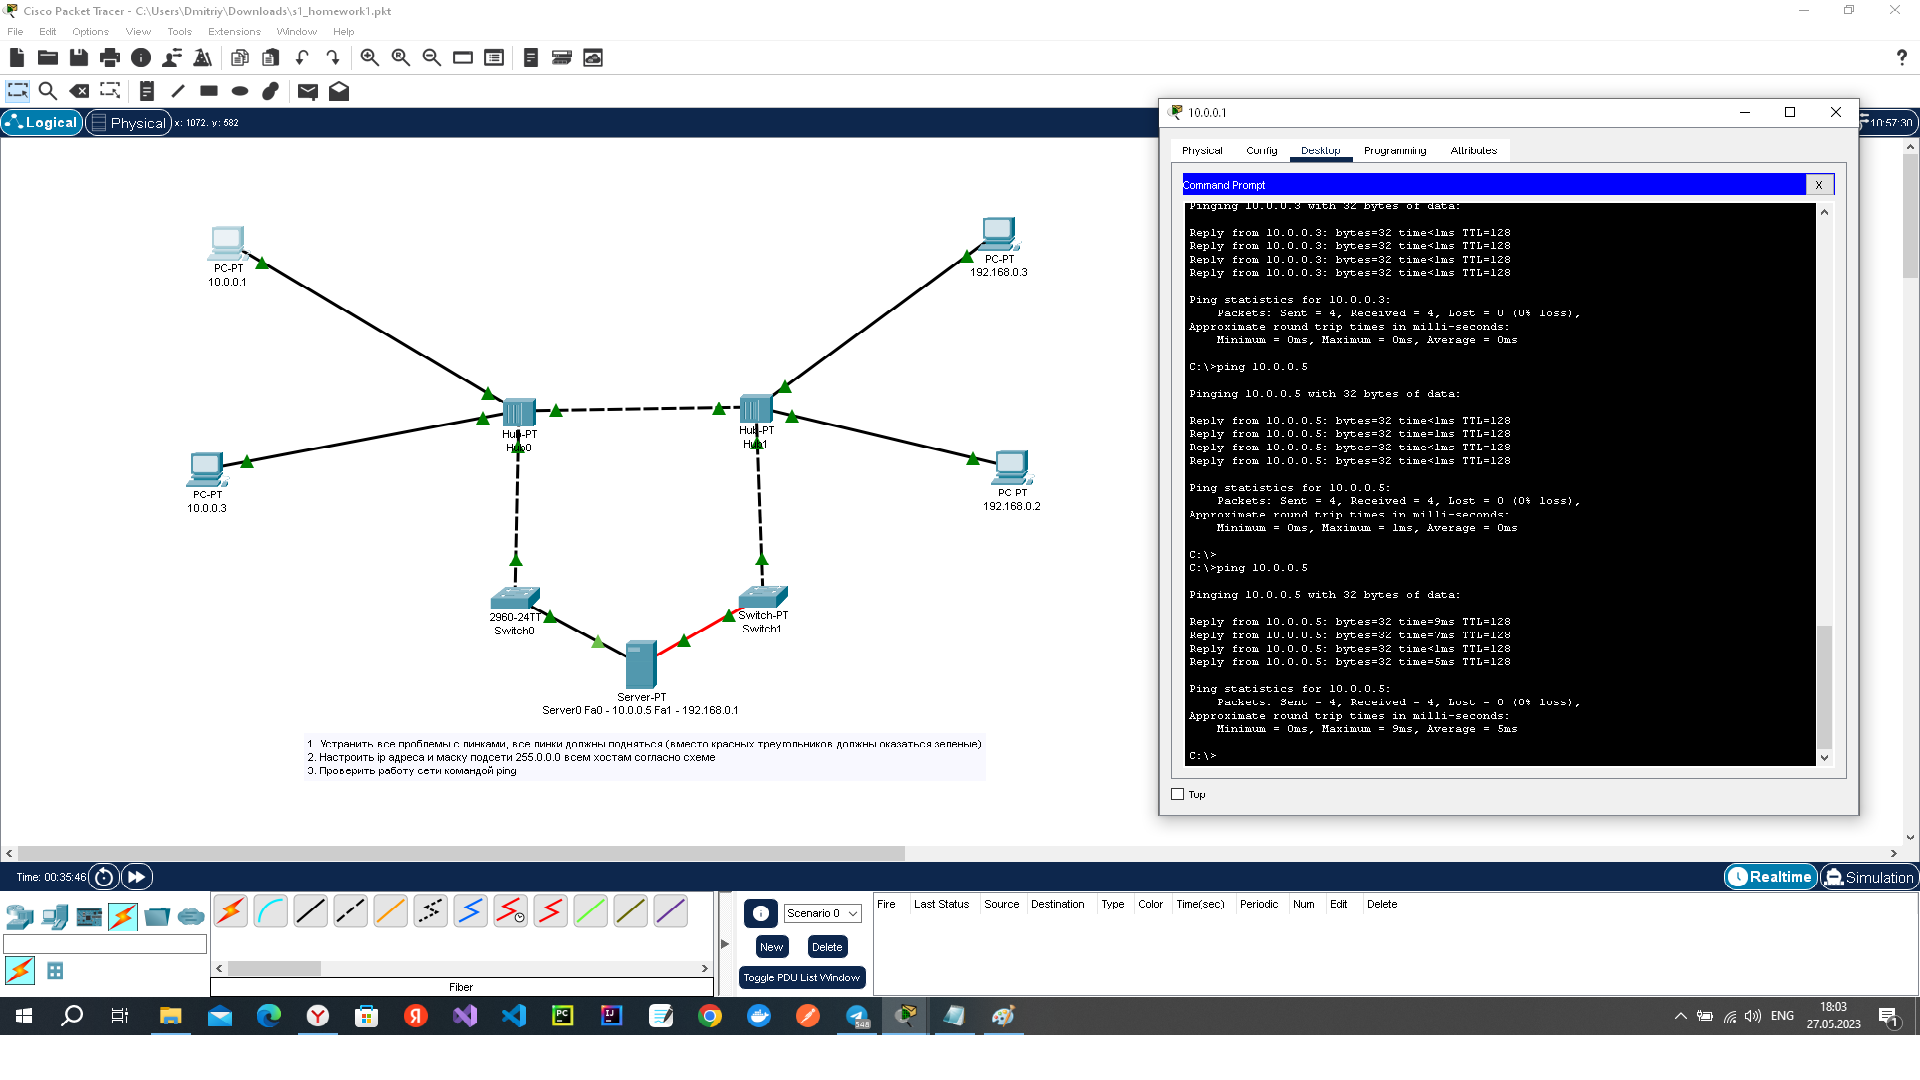 Cisco Packet Tracer - C:\Users\Dmitriy\Downloads\s1_homework1.pkt
File Edit Options View Tools Extensions Window Help
Logical Physical x: 1072, y: 582
10:57:30
10.0.0.1
Physical Config Desktop Programming Attributes
Command Prompt X
Pinging 10.0.0.3 with 32 bytes of data:
Reply from 10.0.0.3: bytes=32 time<1ms TTL=128
Reply from 10.0.0.3: bytes=32 time<1ms TTL=128
Reply from 10.0.0.3: bytes=32 time<1ms TTL=128
Reply from 10.0.0.3: bytes=32 time<1ms TTL=128
Ping statistics for 10.0.0.3:
Packets: Sent = 4, Received = 4, Lost = 0 (0% loss),
Approximate round trip times in milli-seconds:
Minimum = 0ms, Maximum = 0ms, Average = 0ms
C:\>ping 10.0.0.5
Pinging 10.0.0.5 with 32 bytes of data:
Reply from 10.0.0.5: bytes=32 time<1ms TTL=128
Reply from 10.0.0.5: bytes=32 time=1ms TTL=128
Reply from 10.0.0.5: bytes=32 time<1ms TTL=128
Reply from 10.0.0.5: bytes=32 time<1ms TTL=128
Ping statistics for 10.0.0.5:
Packets: Sent = 4, Received = 4, Lost = 0 (0% loss),
Approximate round trip times in milli-seconds:
Minimum = 0ms, Maximum = 1ms, Average = 0ms
C:\>
C:\>ping 10.0.0.5
Pinging 10.0.0.5 with 32 bytes of data:
Reply from 10.0.0.5: bytes=32 time=9ms TTL=128
Reply from 10.0.0.5: bytes=32 time=7ms TTL=128
Reply from 10.0.0.5: bytes=32 time<1ms TTL=128
Reply from 10.0.0.5: bytes=32 time=5ms TTL=128
Ping statistics for 10.0.0.5:
Packets: Sent = 4, Received = 4, Lost = 0 (0% loss),
Approximate round trip times in milli-seconds:
Minimum = 0ms, Maximum = 9ms, Average = 5ms
C:\>
Top
PC-PT
10.0.0.1
PC-PT
192.168.0.3
Hub-PT
Hub0
Hub-PT
Hub1
PC-PT
10.0.0.3
PC PT
192.168.0.2
2960-24TT
Switch0
Switch-PT
Switch1
Server-PT
Server0 Fa0 - 10.0.0.5 Fa1 - 192.168.0.1
1. Устранить все проблемы с линками, все линки должны подняться (вместо красных треугольников должны оказаться зеленые)
2. Настроить ip адреса и маску подсети 255.0.0.0 всем хостам согласно схеме
3. Проверить работу сети командой ping
Time: 00:35:46
Realtime Simulation
Scenario 0
New Delete
Toggle PDU List Window
Fire Last Status Source Destination Type Color Time(sec) Periodic Num Edit Delete
Fiber
548
ENG
18:03
27.05.2023
1